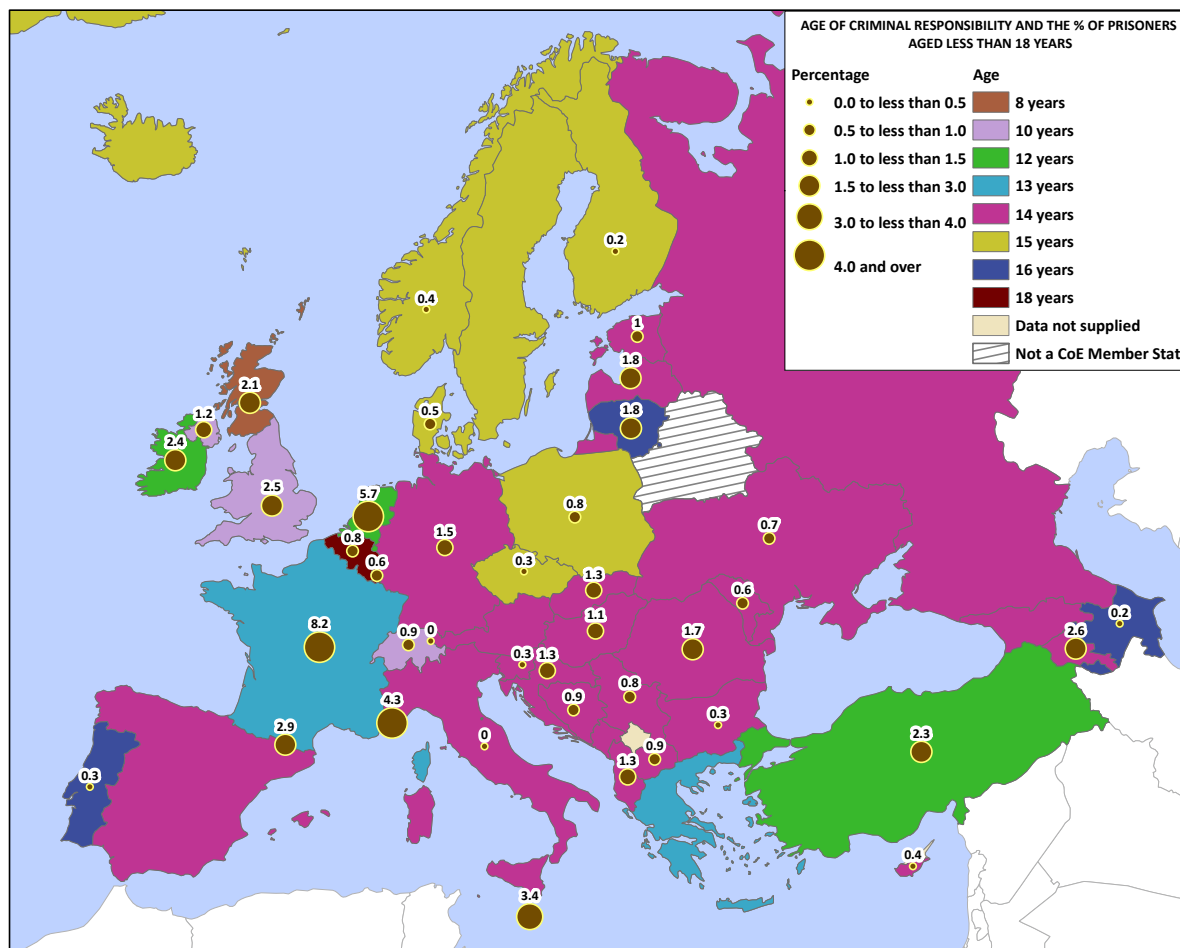 AGE OF CRIMINAL RESPONSIBILITY AND THE % OF PRISONERS
AGED LESS THAN 18 YEARS
Percentage
0.0 to less than 0.5
0.5 to less than 1.0
1.0 to less than 1.5
1.5 to less than 3.0
3.0 to less than 4.0
4.0 and over
Age
8 years
10 years
12 years
13 years
14 years
15 years
16 years
18 years
Data not supplied
Not a CoE Member Stat
0.2
0.4
1
1.8
2.1
1.8
0.5
1.2
2.4
5.7
2.5
0.8
0.8
0.7
1.5
0.6
0.3
1.3
0.6
0.2
1.1
8.2
0.9
0
1.7
2.6
0.3
1.3
0.8
0.9
4.3
0.3
2.9
0
0.9
2.3
1.3
0.3
0.4
3.4